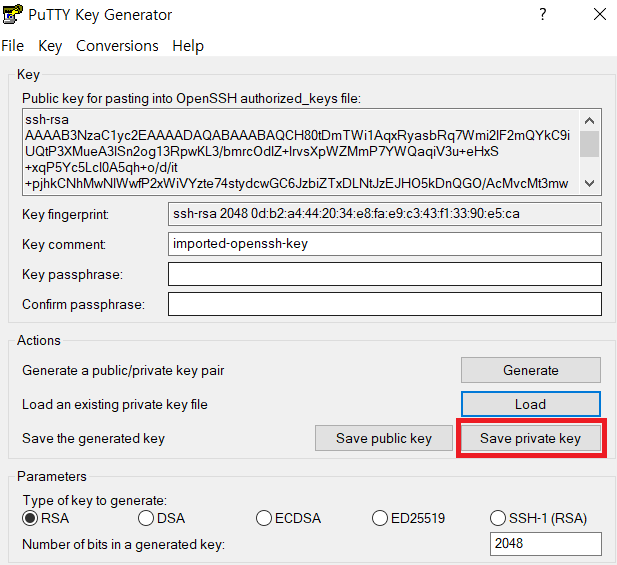 PuTTY Key Generator
File Key Conversions Help
Key
Public key for pasting into OpenSSH authorized_keys file:
ssh-rsa
AAAAB3NzaC1yc2EAAAADAQABAAABAQCH80tDmTWi1AqxRyasbRq7Wmi2lF2mQYkC9i
UQtP3XMueA3lSn2og13RpwKL3/bmrcOdlZ+lrvsXpWZMmP7YWQaqiV3u+eHxS
+xqP5Yc5Lcl0A5qh+o/d/it
+pjhkCNhMwNlWwfP2xWiVYzte74stydcwGC6JzbiZTxDLNtJzEJHO5kDnQGO/AcMvcMt3mw
Key fingerprint: ssh-rsa 2048 0d:b2:a4:44:20:34:e8:fa:e9:c3:43:f1:33:90:e5:ca
Key comment: imported-openssh-key
Key passphrase:
Confirm passphrase:
Actions
Generate a public/private key pair Generate
Load an existing private key file Load
Save the generated key Save public key Save private key
Parameters
Type of key to generate:
RSA DSA ECDSA ED25519 SSH-1 (RSA)
Number of bits in a generated key: 2048